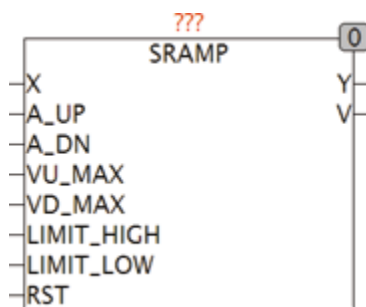 ???
0
SRAMP
X Y
A_UP V
A_DN
VU_MAX
VD_MAX
LIMIT_HIGH
LIMIT_LOW
RST